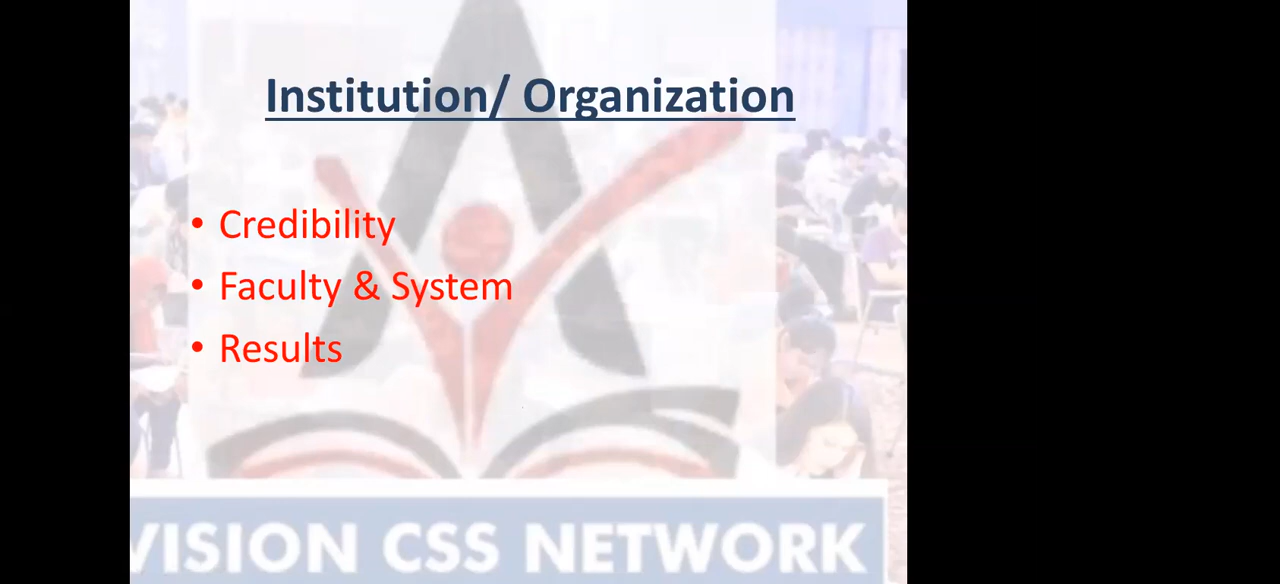 Institution/ Organization
• Credibility
• Faculty & System
• Results
VISION CSS NETWORK